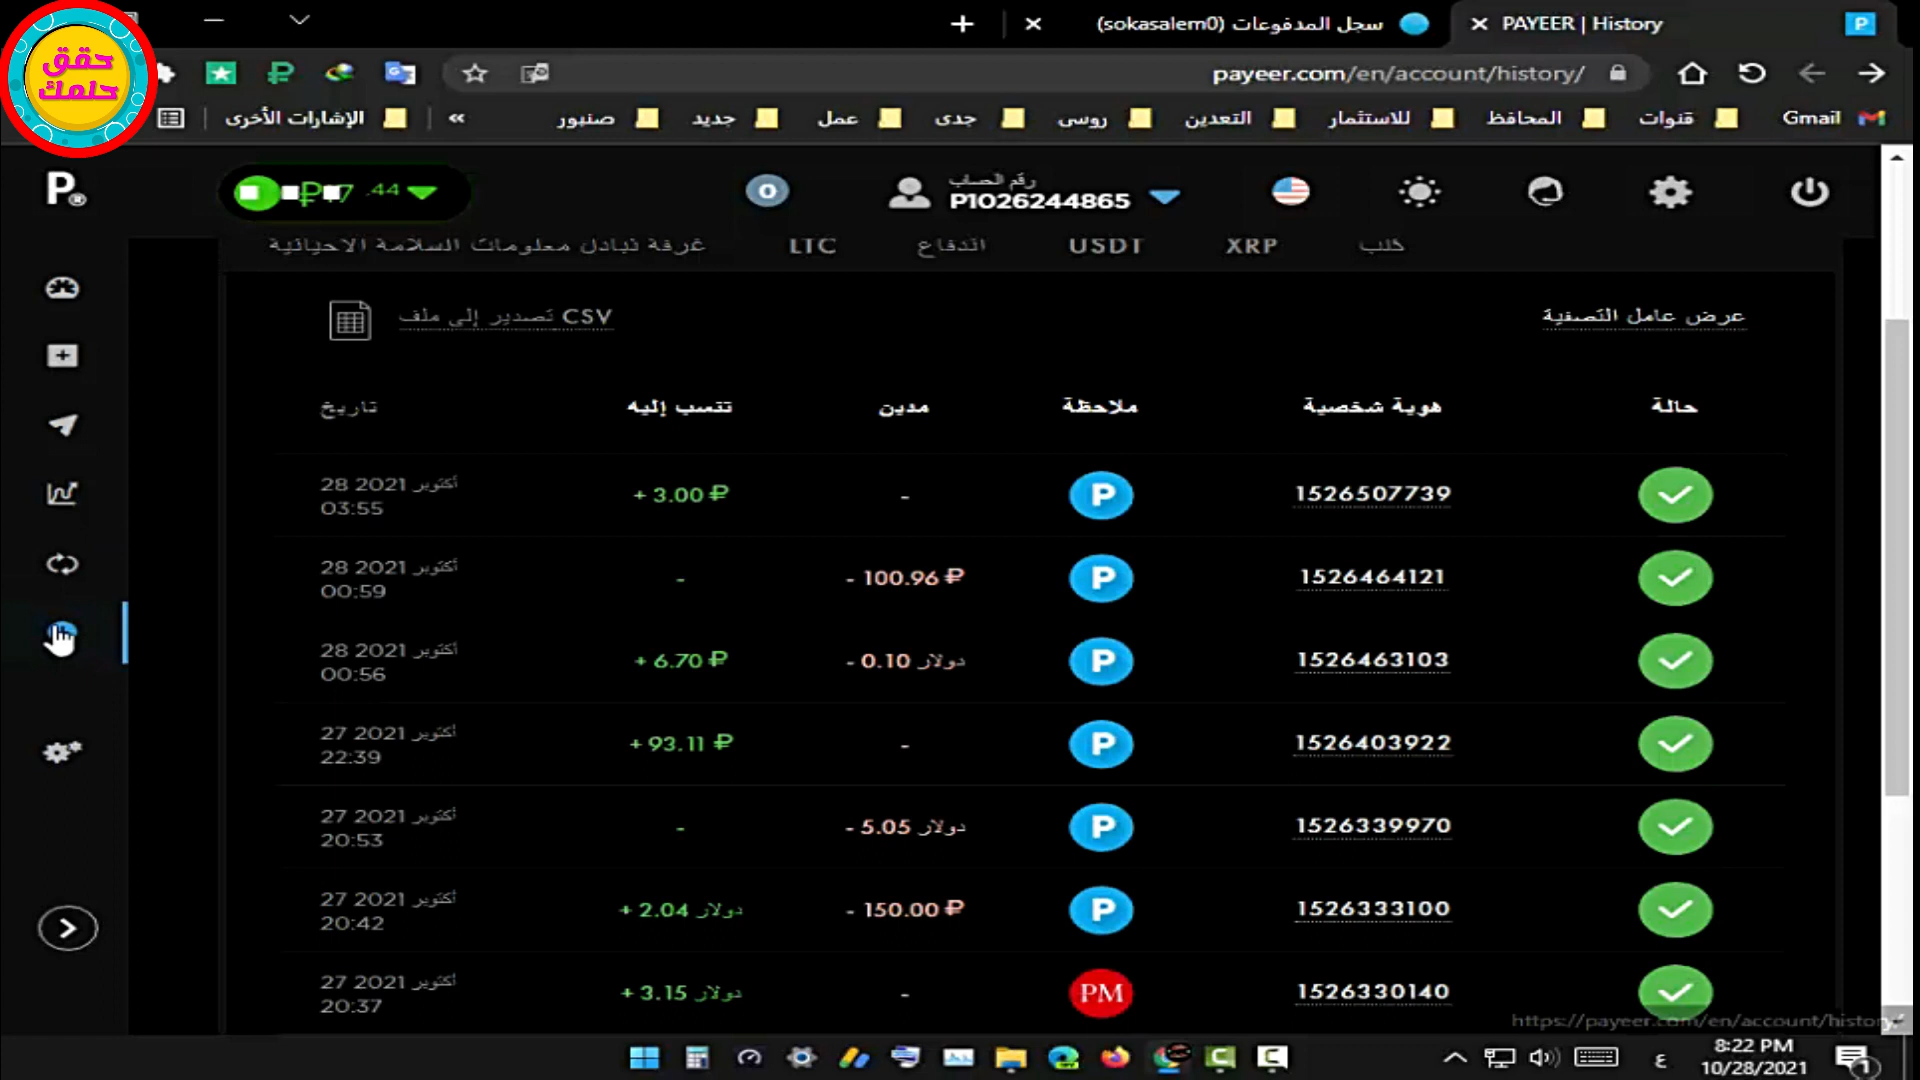 حقق
حلمك
سجل المدفوعات (sokasalem0)
PAYEER | History
payeer.com/en/account/history/
Gmail
قنوات
المحافظ
للاستثمار
التعدين
روسى
جدى
عمل
جديد
صنبور
»
الإشارات الأخرى
.44
0
رقم الحساب
P1026244865
غرفة تبادل معلومات السلامة الاحيائية
LTC
اندفاع
USDT
XRP
كلب
تصدير إلى ملف CSV
عرض عامل التصفية
تاريخ
تنسب إليه
مدين
ملاحظة
هوية شخصية
حالة
28 أكتوبر 2021
03:55
+ 3.00 ₽
-
P
1526507739
28 أكتوبر 2021
00:59
-
- 100.96 ₽
P
1526464121
28 أكتوبر 2021
00:56
+ 6.70 ₽
- 0.10 دولار
P
1526463103
27 أكتوبر 2021
22:39
+ 93.11 ₽
-
P
1526403922
27 أكتوبر 2021
20:53
-
- 5.05 دولار
P
1526339970
27 أكتوبر 2021
20:42
+ 2.04 دولار
- 150.00 ₽
P
1526333100
27 أكتوبر 2021
20:37
+ 3.15 دولار
-
PM
1526330140
https://payeer.com/en/account/history/
ع
8:22 PM
10/28/2021
1